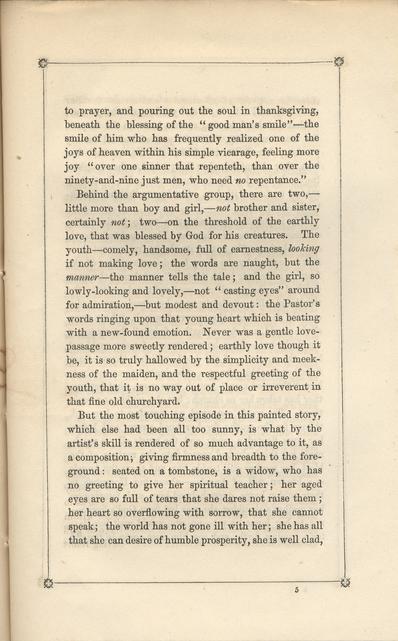 to prayer, and pouring out the soul in thanksgiving,
beneath the blessing of the “ good man's smile”—the
smile of him who has frequently realized one of the
joys of heaven within his simple vicarage, feeling more
joy “ over one sinner that repenteth, than over the
ninety-and-nine just men, who need no repentance.”
Behind the argumentative group, there are two,—
little more than boy and girl,—not brother and sister,
certainly not; two—on the threshold of the earthly
love, that was blessed by God for his creatures. The
youth—comely, handsome, full of earnestness, looking
if not making love; the words are naught, but the
manner—the manner tells the tale; and the girl, so
lowly-looking and lovely,—not “ casting eyes” around
for admiration,—but modest and devout: the Pastor's
words ringing upon that young heart which is beating
with a new-found emotion. Never was a gentle love-
passage more sweetly rendered; earthly love though it
be, it is so truly hallowed by the simplicity and meek-
ness of the maiden, and the respectful greeting of the
youth, that it is no way out of place or irreverent in
that fine old churchyard.
But the most touching episode in this painted story,
which else had been all too sunny, is what by the
artist's skill is rendered of so much advantage to it, as
a composition; giving firmness and breadth to the fore-
ground: seated on a tombstone, is a widow, who has
no greeting to give her spiritual teacher; her aged
eyes are so full of tears that she dares not raise them;
her heart so overflowing with sorrow, that she cannot
speak; the world has not gone ill with her; she has all
that she can desire of humble prosperity, she is well clad,
5